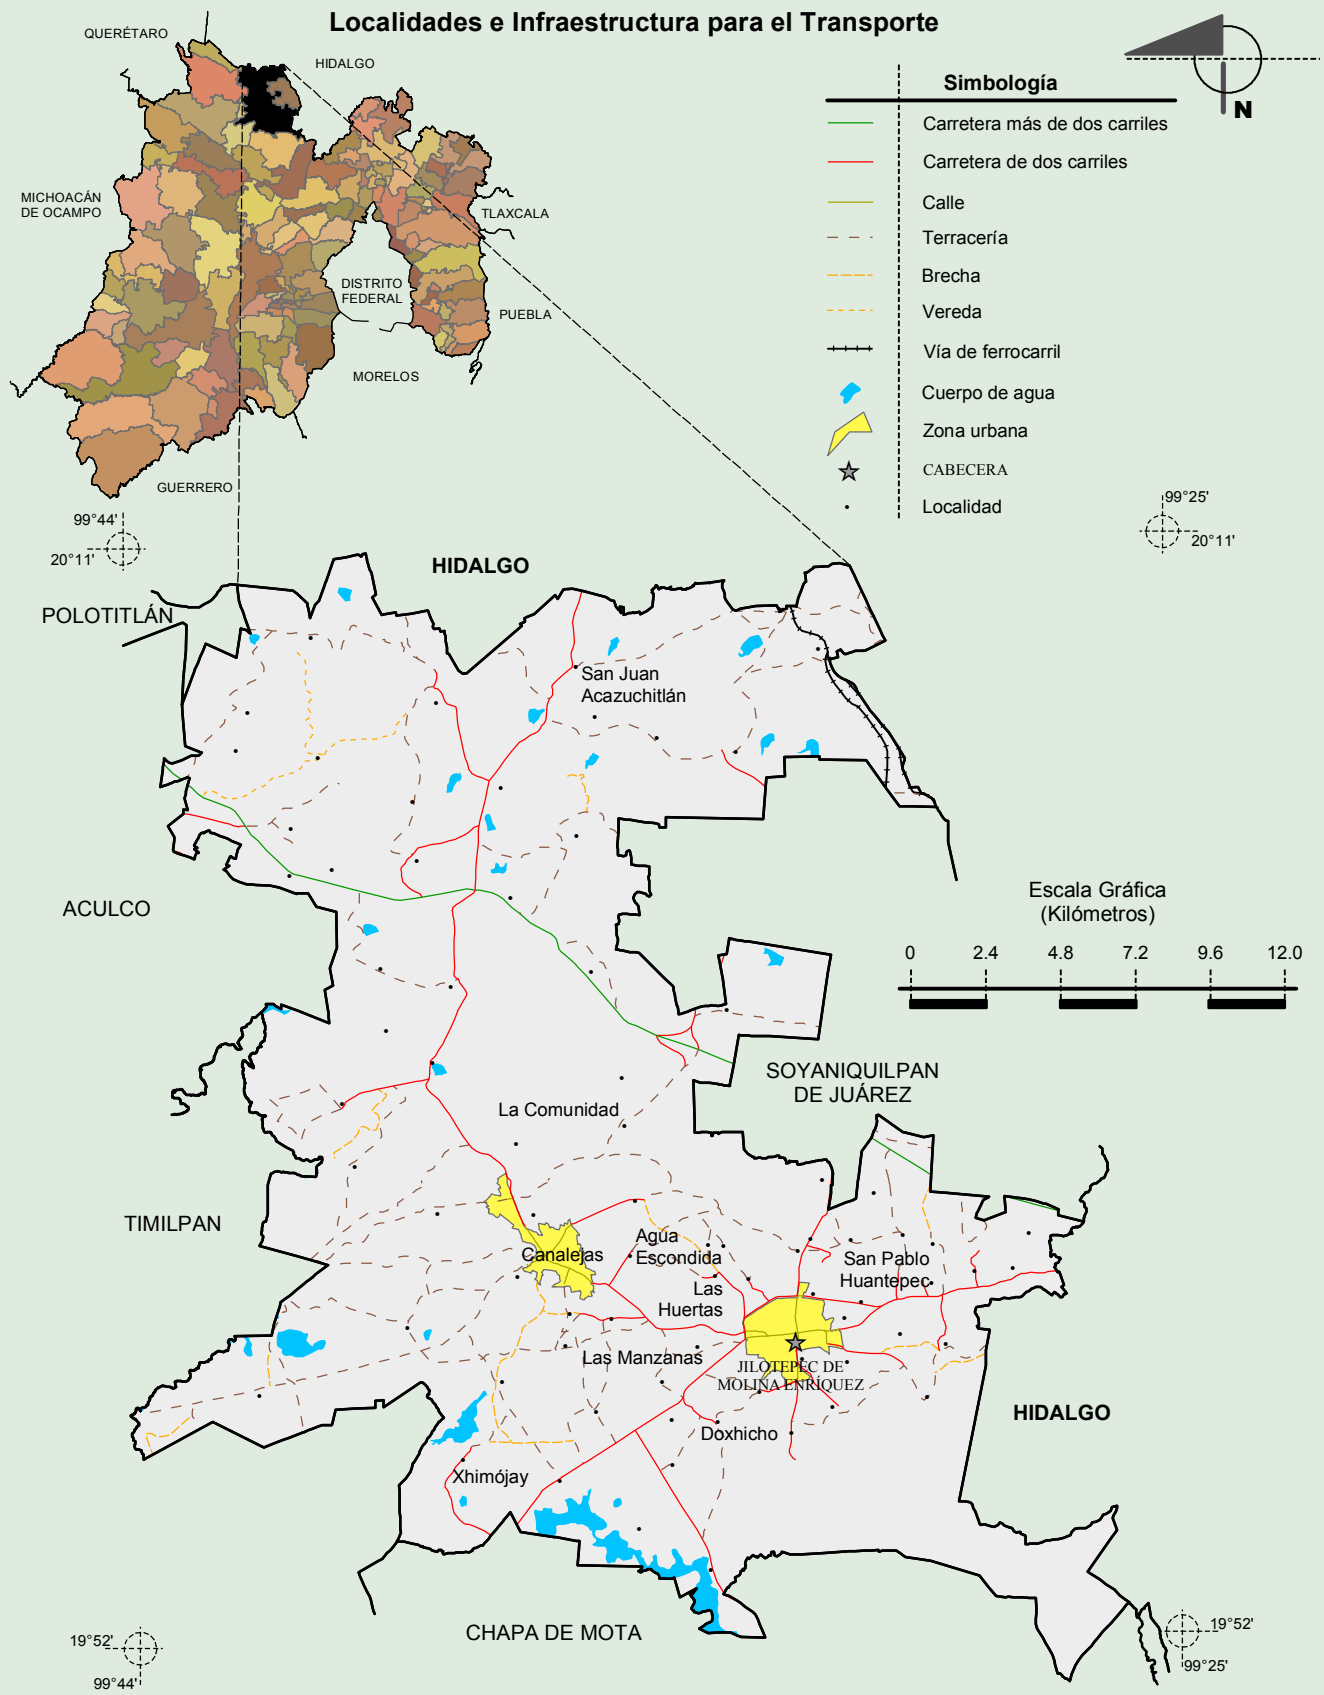 Localidades e Infraestructura para el Transporte
QUERÉTARO
HIDALGO
MICHOACÁN
DE OCAMPO
TLAXCALA
DISTRITO
FEDERAL
PUEBLA
MORELOS
GUERRERO
N
Simbología
Carretera más de dos carriles
Carretera de dos carriles
Calle
Terracería
Brecha
Vereda
Vía de ferrocarril
Cuerpo de agua
Zona urbana
CABECERA
Localidad
99°44'
20°11'
99°25'
20°11'
HIDALGO
POLOTITLÁN
San Juan
Acazuchitlán
ACULCO
Escala Gráfica
(Kilómetros)
0 2.4 4.8 7.2 9.6 12.0
SOYANIQUILPAN
DE JUÁREZ
La Comunidad
TIMILPAN
Canalejas
Agua
Escondida
San Pablo
Huantepec
Las
Huertas
Las Manzanas
JILOTEPEC DE
MOLINA ENRÍQUEZ
HIDALGO
Doxhicho
Xhimójay
CHAPA DE MOTA
19°52'
99°44'
19°52'
99°25'